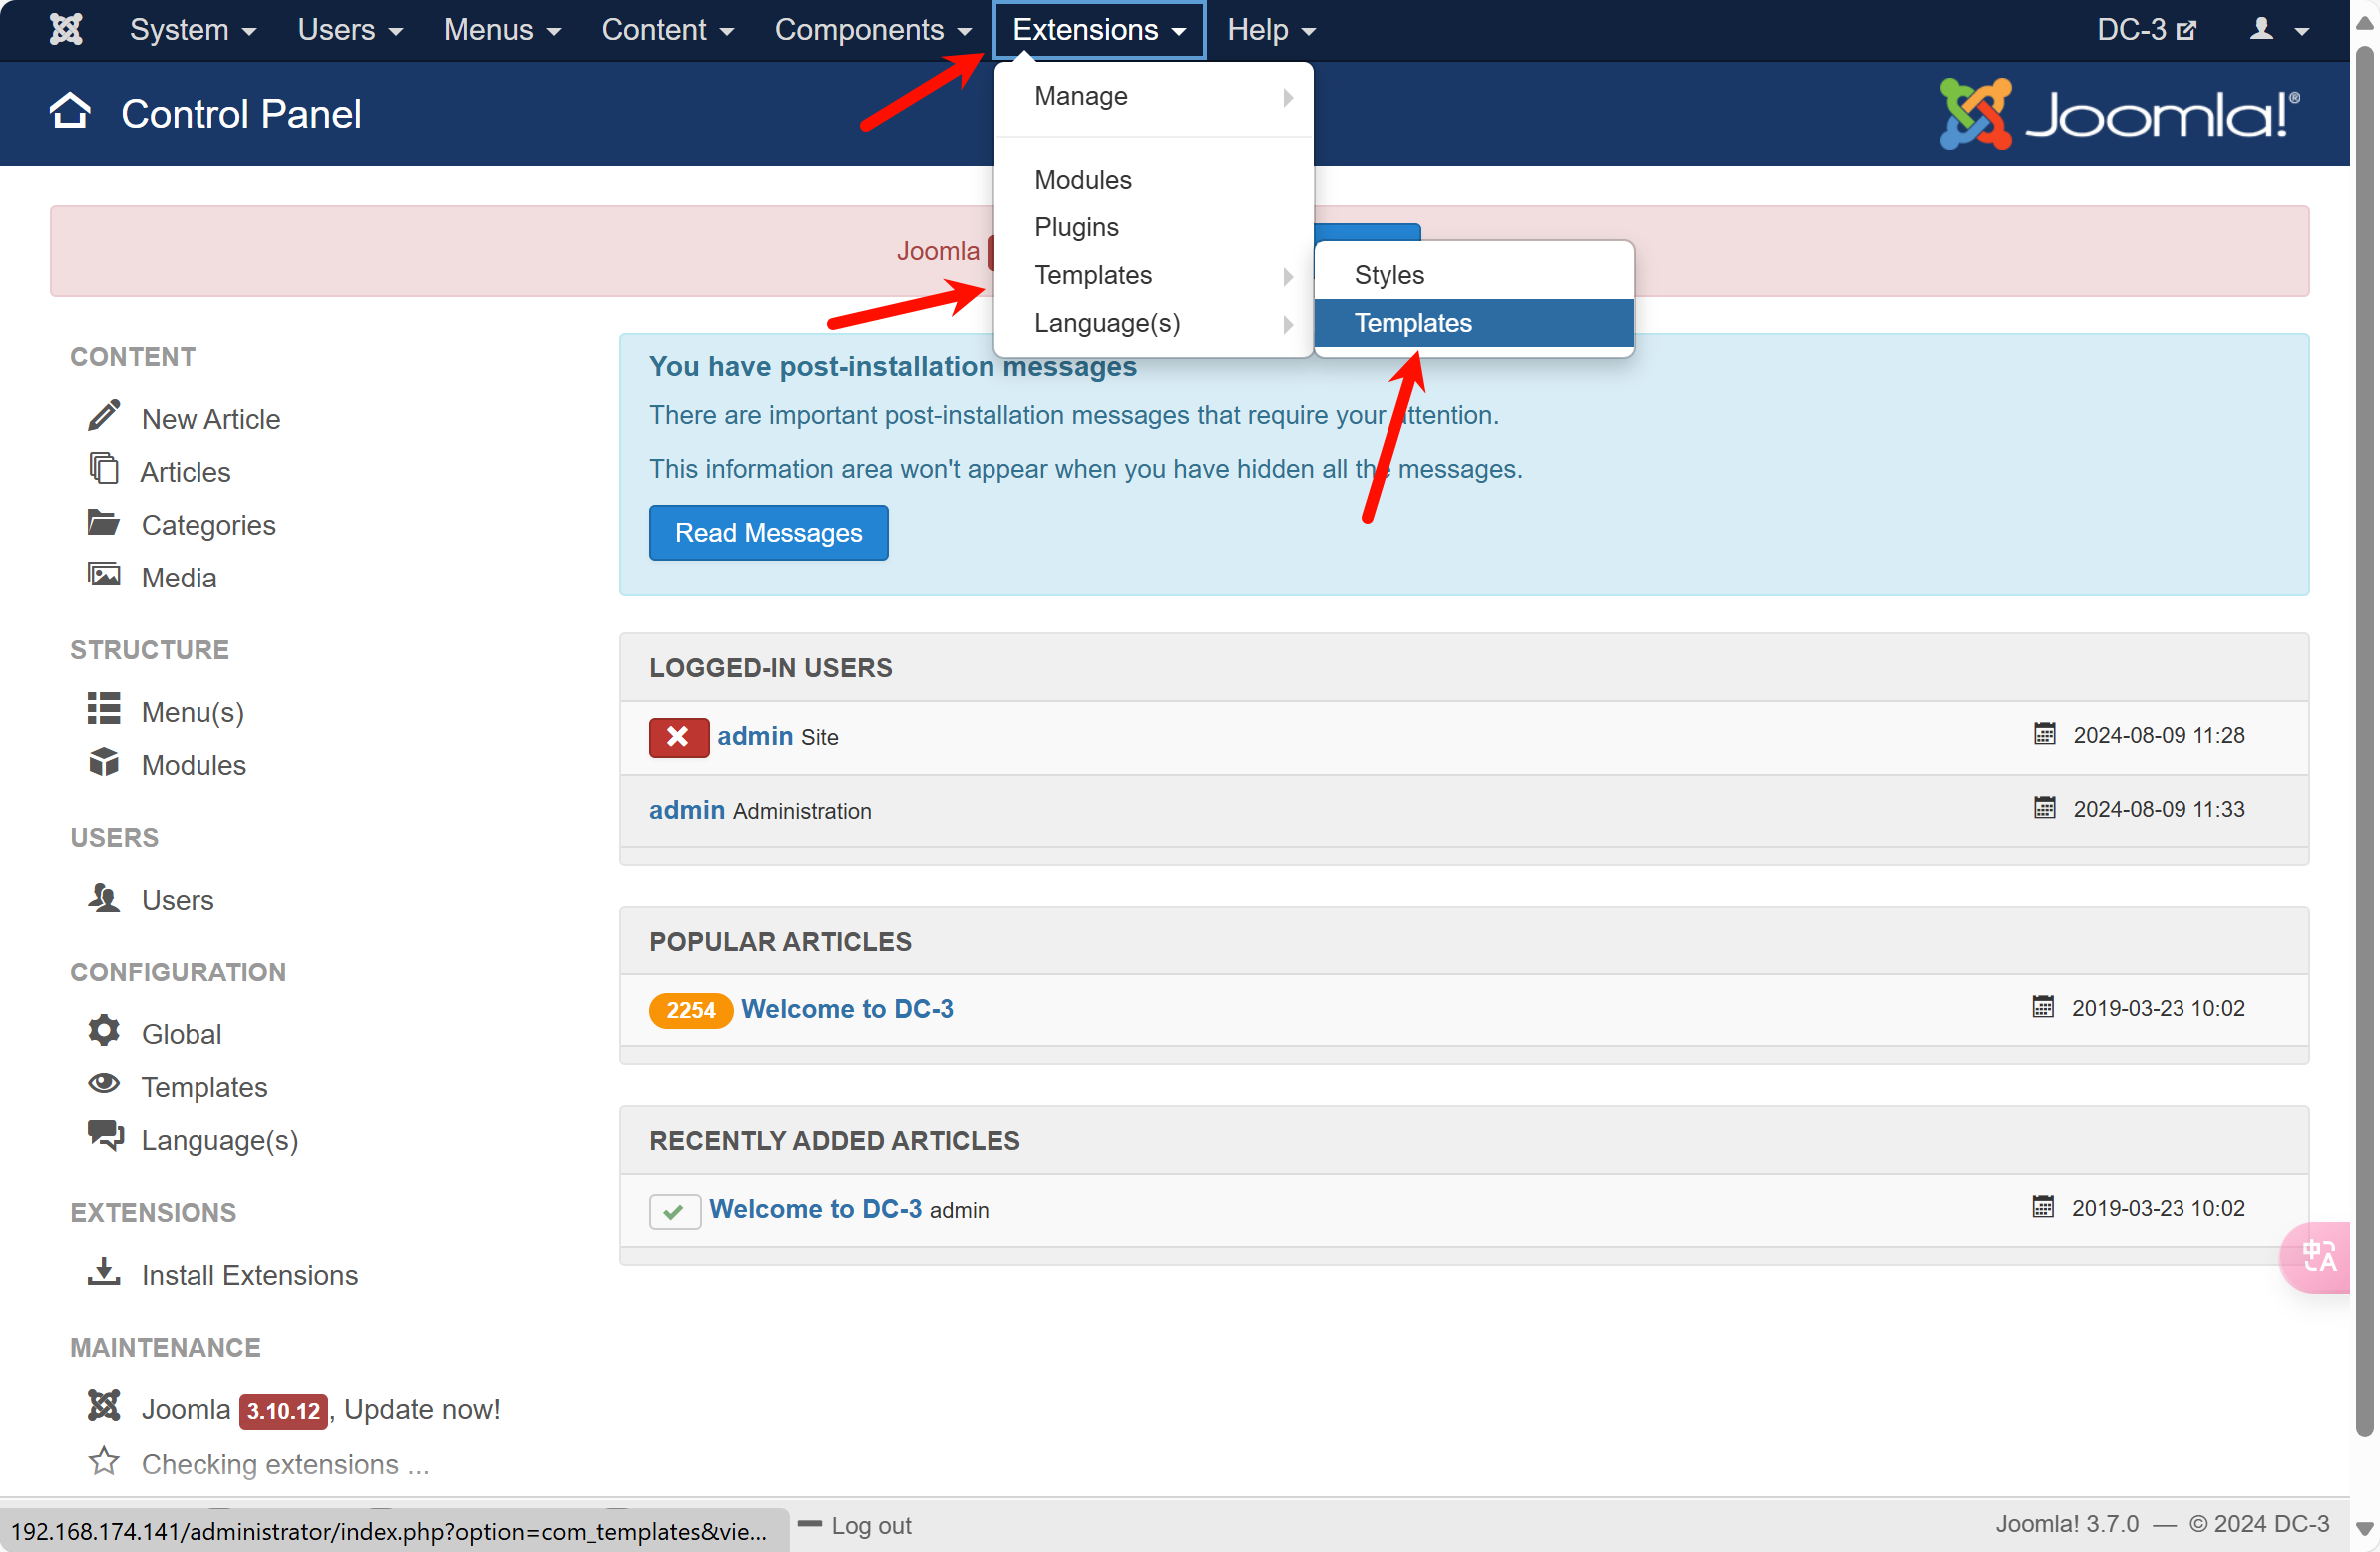 System Users Menus Content Components Extensions Help DC-3
Control Panel
Joomla!®
Manage
Modules
Plugins
Templates
Language(s)
Styles
Templates
Joomla
CONTENT
New Article
Articles
Categories
Media
STRUCTURE
Menu(s)
Modules
USERS
Users
CONFIGURATION
Global
Templates
Language(s)
EXTENSIONS
Install Extensions
MAINTENANCE
Joomla 3.10.12, Update now!
Checking extensions ...
You have post-installation messages
There are important post-installation messages that require your attention.
This information area won't appear when you have hidden all the messages.
Read Messages
LOGGED-IN USERS
admin Site 2024-08-09 11:28
admin Administration 2024-08-09 11:33
POPULAR ARTICLES
2254 Welcome to DC-3 2019-03-23 10:02
RECENTLY ADDED ARTICLES
Welcome to DC-3 admin 2019-03-23 10:02
中A
192.168.174.141/administrator/index.php?option=com_templates&vie...
Log out
Joomla! 3.7.0 — © 2024 DC-3